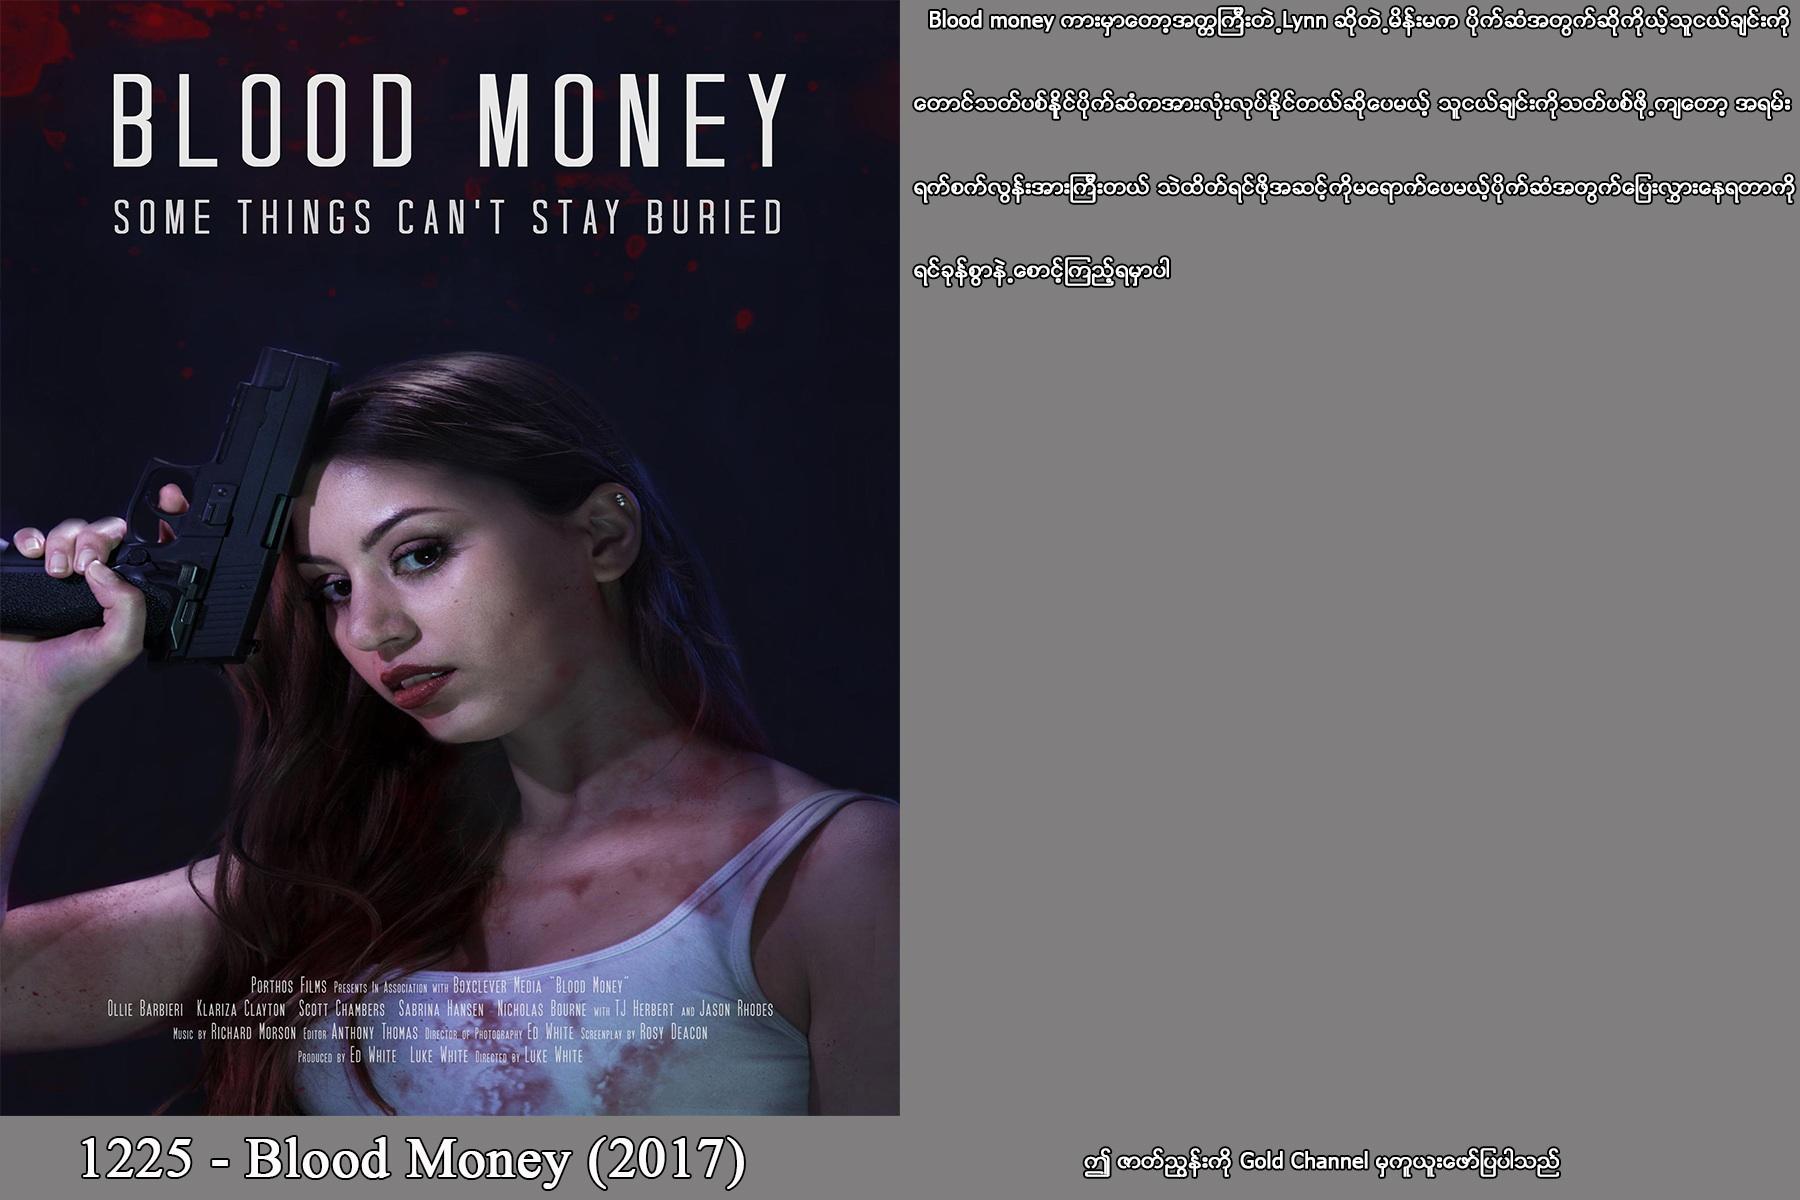 BLOOD MONEY
SOME THINGS CAN'T STAY BURIED
PORTHOS FILMS PRESENTS IN ASSOCIATION WITH BOXCLEVER MEDIA "BLOOD MONEY"
OLLIE BARBIERI KLARIZA CLAYTON SCOTT CHAMBERS SABRINA HANSEN NICHOLAS BOURNE WITH TJ HERBERT AND JASON RHODES
MUSIC BY RICHARD MORSON EDITOR ANTHONY THOMAS DIRECTOR OF PHOTOGRAPHY ED WHITE SCREENPLAY BY ROSY DEACON
PRODUCED BY ED WHITE LUKE WHITE DIRECTED BY LUKE WHITE
1225 - Blood Money (2017)
Blood money ကားမှာတော့အတ္တကြီးတဲ့ Lynn ဆိုတဲ့မိန်းမက ပိုက်ဆံအတွက်ဆိုကိုယ့်သူငယ်ချင်းကို
တောင်သတ်ပစ်နိုင်ပိုက်ဆံကအားလုံးလုပ်နိုင်တယ်ဆိုပေမယ့် သူငယ်ချင်းကိုသတ်ပစ်ဖို့ကျတော့ အရမ်း
ရက်စက်လွန်းအားကြီးတယ် သဲထိတ်ရင်ဖိုအဆင့်ကိုမရောက်ပေမယ့်ပိုက်ဆံအတွက်ပြေးလွှားနေရတာကို
ရင်ခုန်စွာနဲ့စောင့်ကြည့်ရမှာပါ
ဤ ဇာတ်ညွှန်းကို Gold Channel မှကူယူးဖော်ပြပါသည်